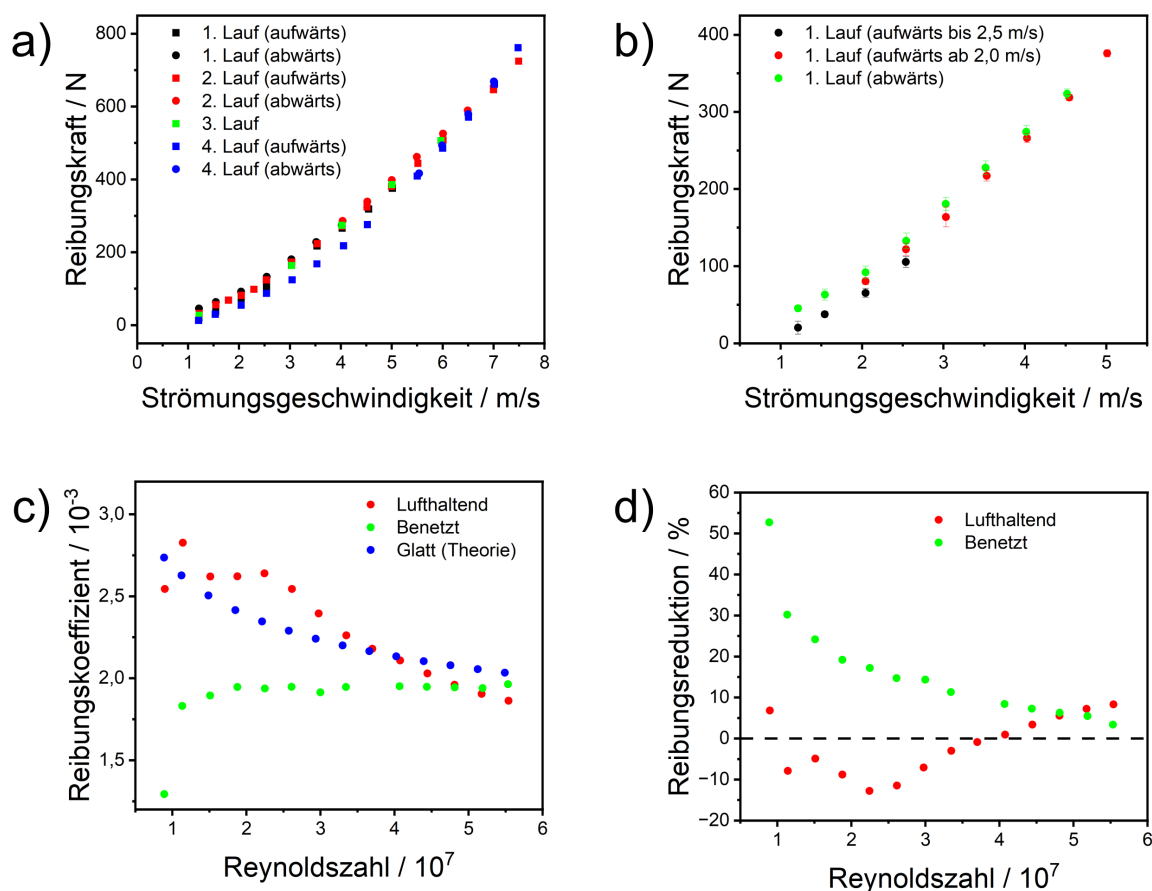 a)
1. Lauf (aufwärts)
1. Lauf (abwärts)
2. Lauf (aufwärts)
2. Lauf (abwärts)
3. Lauf
4. Lauf (aufwärts)
4. Lauf (abwärts)
Reibungskraft / N
800
600
400
200
0
0 1 2 3 4 5 6 7 8
Strömungsgeschwindigkeit / m/s
b)
1. Lauf (aufwärts bis 2,5 m/s)
1. Lauf (aufwärts ab 2,0 m/s)
1. Lauf (abwärts)
Reibungskraft / N
400
300
200
100
0
1 2 3 4 5
Strömungsgeschwindigkeit / m/s
c)
Lufthaltend
Benetzt
Glatt (Theorie)
Reibungskoeffizient / 10⁻³
3,0
2,5
2,0
1,5
1 2 3 4 5 6
Reynoldszahl / 10⁷
d)
Lufthaltend
Benetzt
Reibungsreduktion / %
60
50
40
30
20
10
0
−10
−20
1 2 3 4 5 6
Reynoldszahl / 10⁷